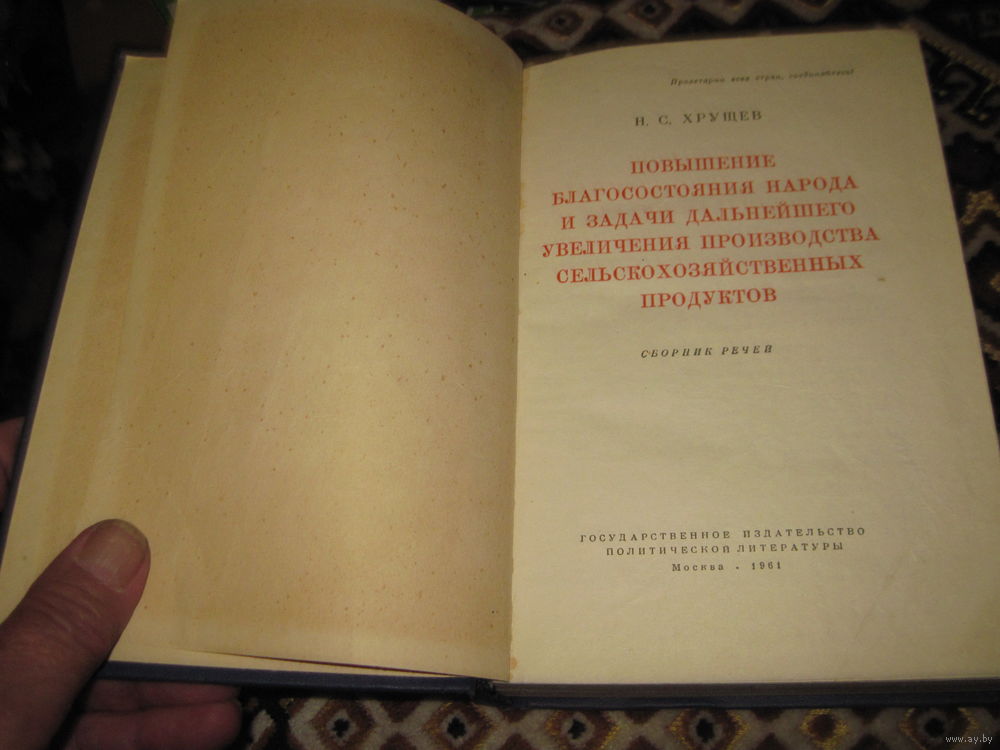 Пролетарии всех стран, соединяйтесь!
Н. С. ХРУЩЕВ
ПОВЫШЕНИЕ
БЛАГОСОСТОЯНИЯ НАРОДА
И ЗАДАЧИ ДАЛЬНЕЙШЕГО
УВЕЛИЧЕНИЯ ПРОИЗВОДСТВА
СЕЛЬСКОХОЗЯЙСТВЕННЫХ
ПРОДУКТОВ
СБОРНИК РЕЧЕЙ
ГОСУДАРСТВЕННОЕ ИЗДАТЕЛЬСТВО
ПОЛИТИЧЕСКОЙ ЛИТЕРАТУРЫ
Москва • 1961
www.ay.by